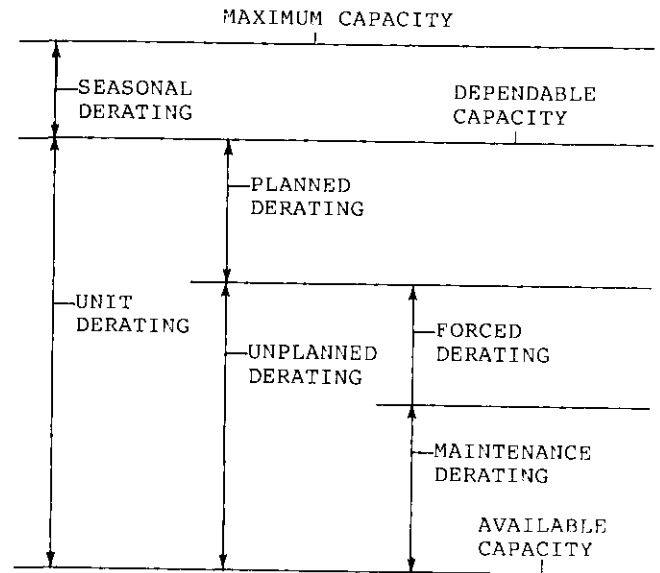 MAXIMUM CAPACITY
SEASONAL
DERATING
DEPENDABLE
CAPACITY
PLANNED
DERATING
UNIT
DERATING
UNPLANNED
DERATING
FORCED
DERATING
MAINTENANCE
DERATING
AVAILABLE
CAPACITY